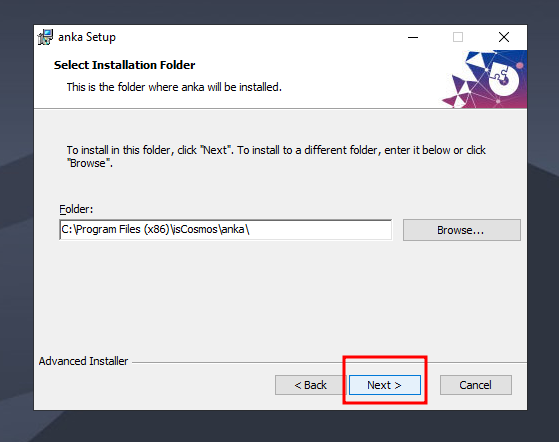 anka Setup
Select Installation Folder
This is the folder where anka will be installed.
To install in this folder, click "Next". To install to a different folder, enter it below or click
"Browse".
Folder:
C:\Program Files (x86)\isCosmos\anka\
Browse...
Advanced Installer
< Back
Next >
Cancel